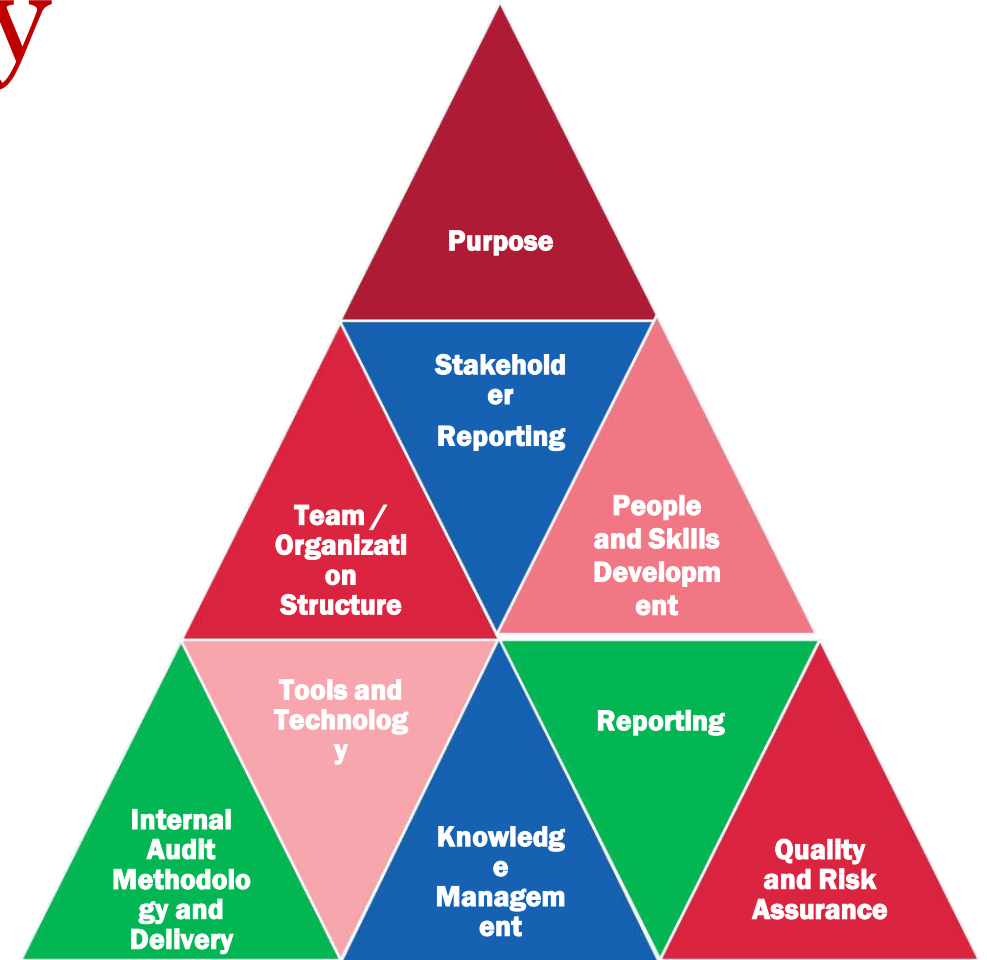 y
Purpose
Stakehold
er
Reporting
Team /
Organizati
on
Structure
People
and Skills
Developm
ent
Tools and
Technolog
y
Reporting
Internal
Audit
Methodolo
gy and
Delivery
Knowledg
e
Managem
ent
Quality
and Risk
Assurance